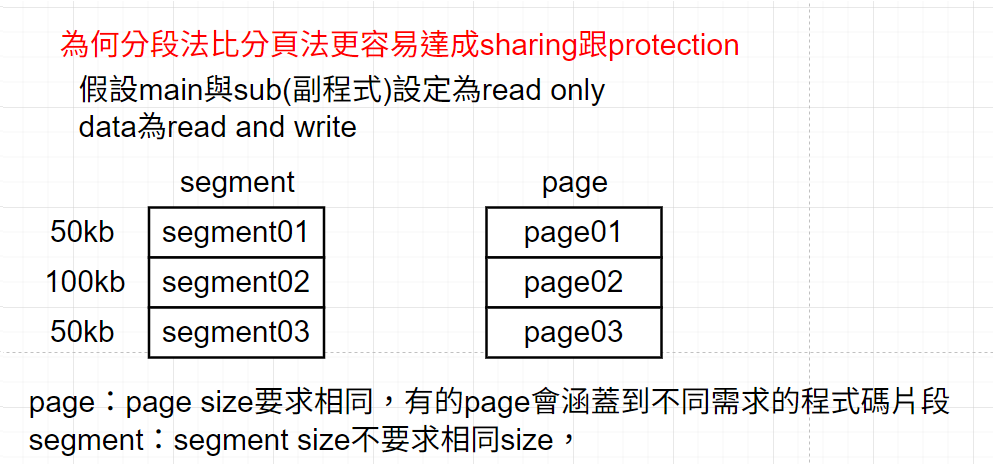 為何分段法比分頁法更容易達成sharing跟protection
假設main與sub(副程式)設定為read only
data為read and write
segment page
50kb segment01 page01
100kb segment02 page02
50kb segment03 page03
page：page size要求相同，有的page會涵蓋到不同需求的程式碼片段
segment：segment size不要求相同size，